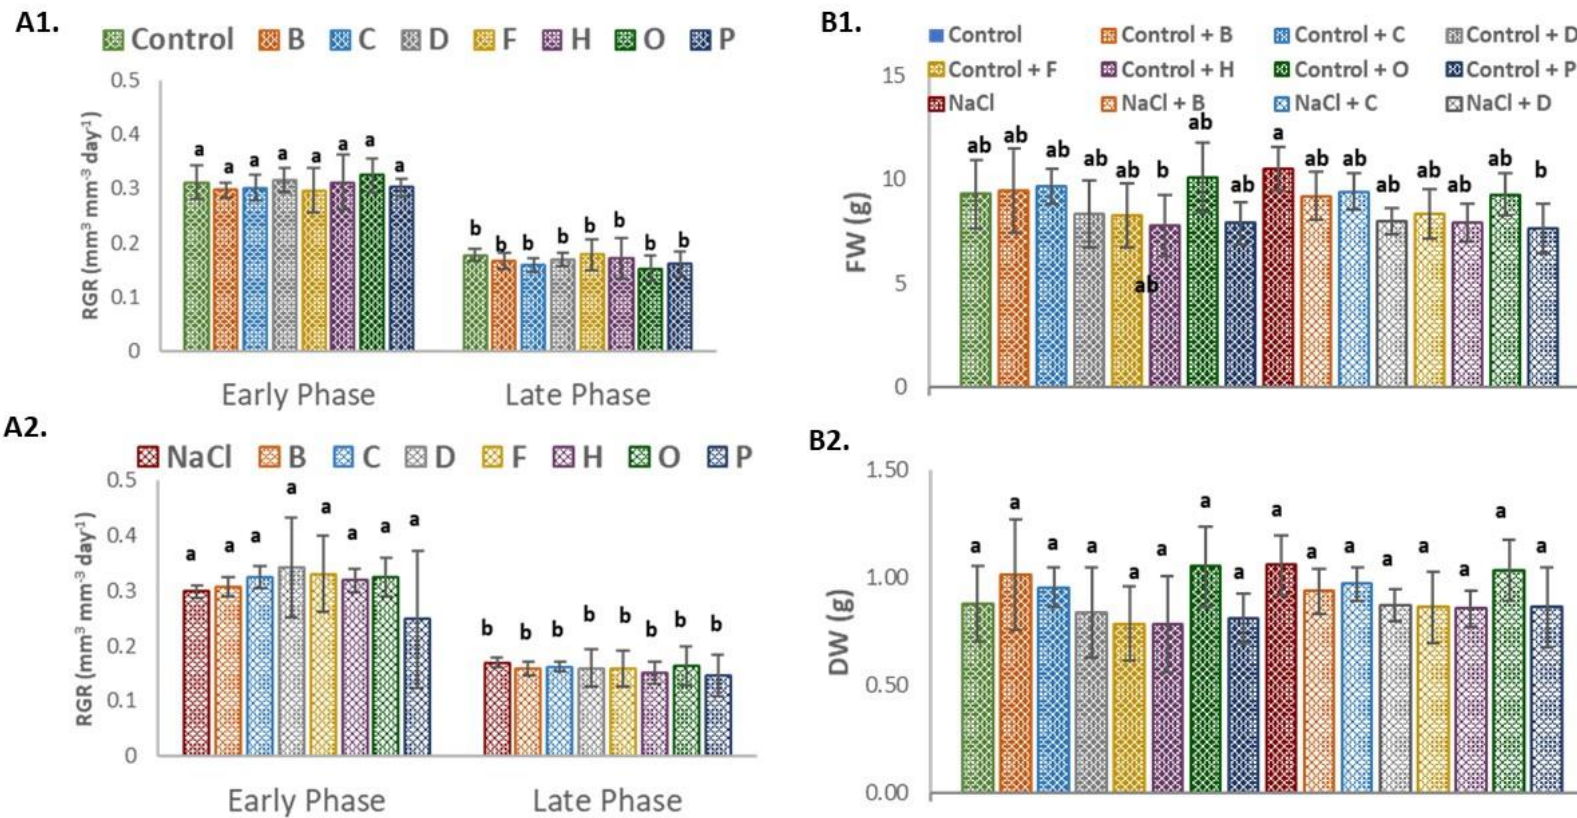 A1.
Control B C D F H O P
0.5
0.4
0.3
0.2
0.1
0
RGR (mm³ mm⁻³ day⁻¹)
a a a a a a a a
b b b b b b b b
Early Phase Late Phase
A2.
NaCl B C D F H O P
0.5
0.4
0.3
0.2
0.1
0
RGR (mm³ mm⁻³ day⁻¹)
a a a a a a a a
b b b b b b b b
Early Phase Late Phase
B1.
Control Control + B Control + C Control + D
Control + F Control + H Control + O Control + P
NaCl NaCl + B NaCl + C NaCl + D
15
10
5
0
FW (g)
ab ab ab ab ab b ab ab a ab ab ab ab ab ab b
ab
B2.
1.50
1.00
0.50
0.00
DW (g)
a a a a a a a a a a a a a a a a